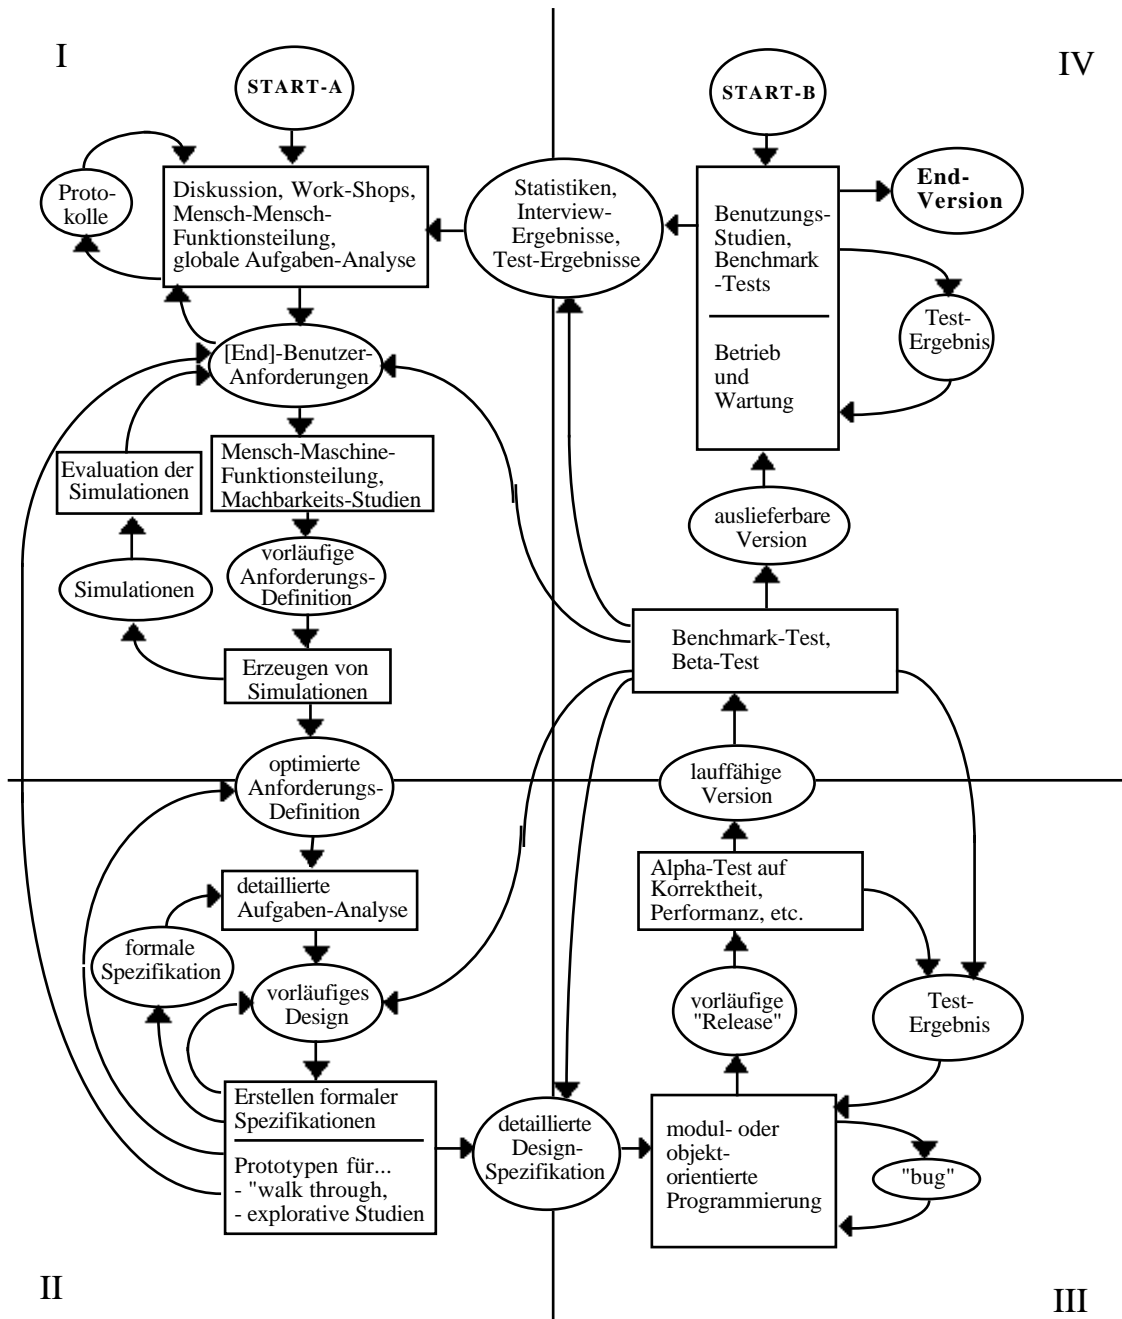 I
START-A
Proto-
kolle
Diskussion, Work-Shops,
Mensch-Mensch-
Funktionsteilung,
globale Aufgaben-Analyse
[End]-Benutzer-
Anforderungen
Mensch-Maschine-
Funktionsteilung,
Machbarkeits-Studien
Evaluation der
Simulationen
vorläufige
Anforderungs-
Definition
Simulationen
Erzeugen von
Simulationen
optimierte
Anforderungs-
Definition
detaillierte
Aufgaben-Analyse
formale
Spezifikation
vorläufiges
Design
Erstellen formaler
Spezifikationen
Prototypen für...
- "walk through,
- explorative Studien
II
detaillierte
Design-
Spezifikation
modul- oder
objekt-
orientierte
Programmierung
"bug"
III
vorläufige
"Release"
Test-
Ergebnis
Alpha-Test auf
Korrektheit,
Performanz, etc.
lauffähige
Version
Benchmark-Test,
Beta-Test
auslieferbare
Version
Statistiken,
Interview-
Ergebnisse,
Test-Ergebnisse
IV
START-B
Benutzungs-
Studien,
Benchmark
-Tests
Betrieb
und
Wartung
End-
Version
Test-
Ergebnis